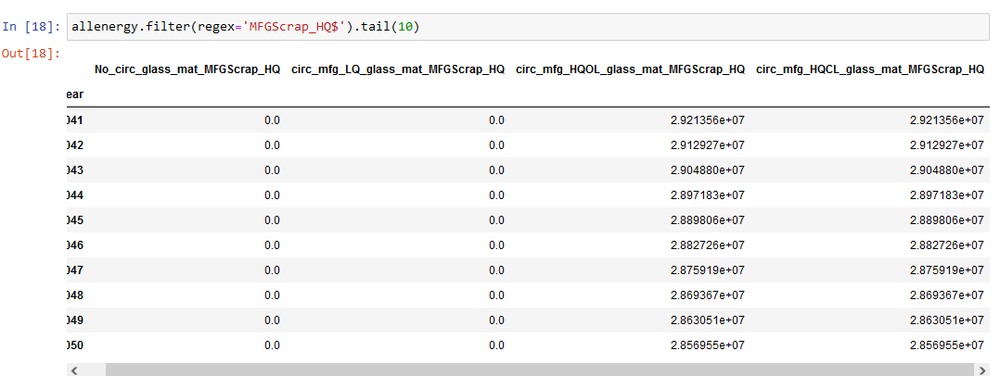 In [18]: allenergy.filter(regex='MFGScrap_HQ$').tail(10)
Out[18]:
No_circ_glass_mat_MFGScrap_HQ circ_mfg_LQ_glass_mat_MFGScrap_HQ circ_mfg_HQOL_glass_mat_MFGScrap_HQ circ_mfg_HQCL_glass_mat_MFGScrap_HQ
ear
041 0.0 0.0 2.921356e+07 2.921356e+07
042 0.0 0.0 2.912927e+07 2.912927e+07
043 0.0 0.0 2.904880e+07 2.904880e+07
044 0.0 0.0 2.897183e+07 2.897183e+07
045 0.0 0.0 2.889806e+07 2.889806e+07
046 0.0 0.0 2.882726e+07 2.882726e+07
047 0.0 0.0 2.875919e+07 2.875919e+07
048 0.0 0.0 2.869367e+07 2.869367e+07
049 0.0 0.0 2.863051e+07 2.863051e+07
050 0.0 0.0 2.856955e+07 2.856955e+07